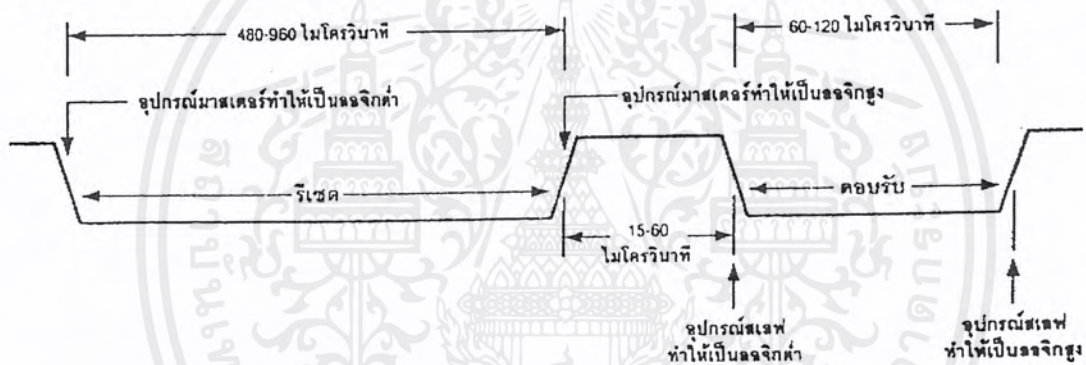 480-960 ไมโครวินาที
60-120 ไมโครวินาที
อุปกรณ์มาสเตอร์ทำให้เป็นลอจิกต่ำ
อุปกรณ์มาสเตอร์ทำให้เป็นลอจิกสูง
รีเซต
ตอบรับ
15-60
ไมโครวินาที
อุปกรณ์สเลฟ
ทำให้เป็นลอจิกต่ำ
อุปกรณ์สเลฟ
ทำให้เป็นลอจิกสูง